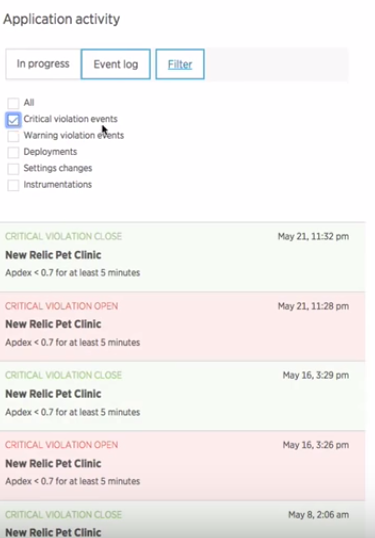 Application activity
In progress
Event log
Filter
All
Critical violation events
Warning violation events
Deployments
Settings changes
Instrumentations
CRITICAL VIOLATION CLOSE May 21, 11:32 pm
New Relic Pet Clinic
Apdex < 0.7 for at least 5 minutes
CRITICAL VIOLATION OPEN May 21, 11:28 pm
New Relic Pet Clinic
Apdex < 0.7 for at least 5 minutes
CRITICAL VIOLATION CLOSE May 16, 3:29 pm
New Relic Pet Clinic
Apdex < 0.7 for at least 5 minutes
CRITICAL VIOLATION OPEN May 16, 3:26 pm
New Relic Pet Clinic
Apdex < 0.7 for at least 5 minutes
CRITICAL VIOLATION CLOSE May 8, 2:06 am
New Relic Pet Clinic